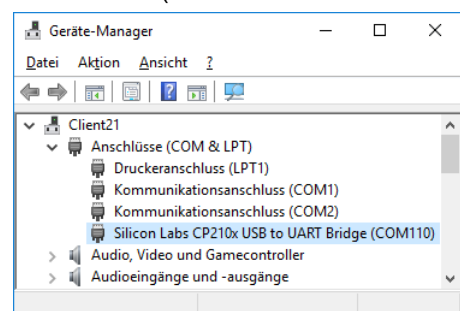 Geräte-Manager
Datei Aktion Ansicht ?
Client21
Anschlüsse (COM & LPT)
Druckeranschluss (LPT1)
Kommunikationsanschluss (COM1)
Kommunikationsanschluss (COM2)
Silicon Labs CP210x USB to UART Bridge (COM110)
Audio, Video und Gamecontroller
Audioeingänge und -ausgänge